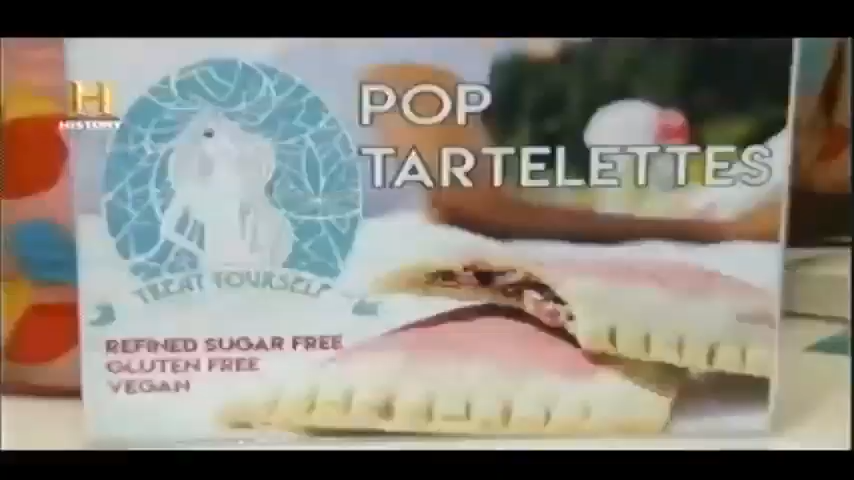 H
HISTORY
POP
TARTELETTES
TREAT YOURSELF
REFINED SUGAR FREE
GLUTEN FREE
VEGAN